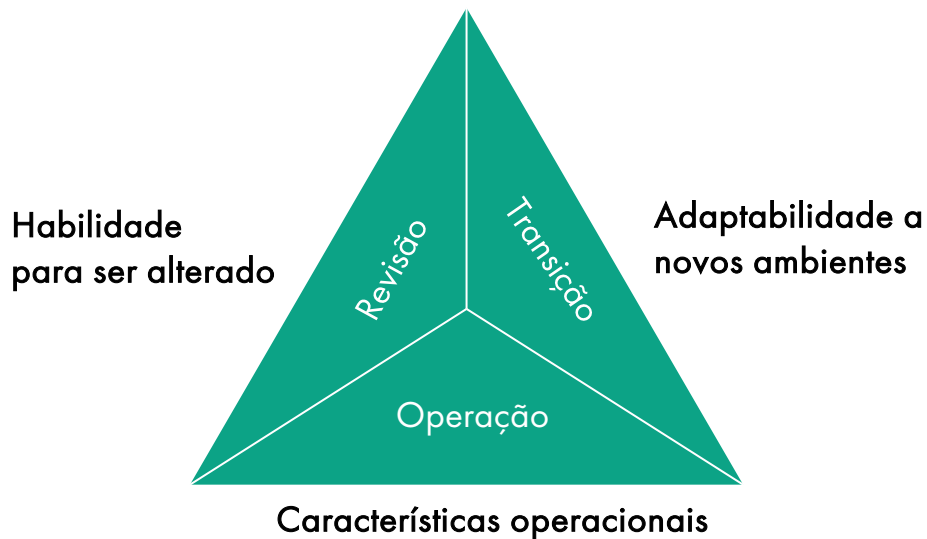 Habilidade
para ser alterado
Revisão
Transição
Adaptabilidade a
novos ambientes
Operação
Características operacionais